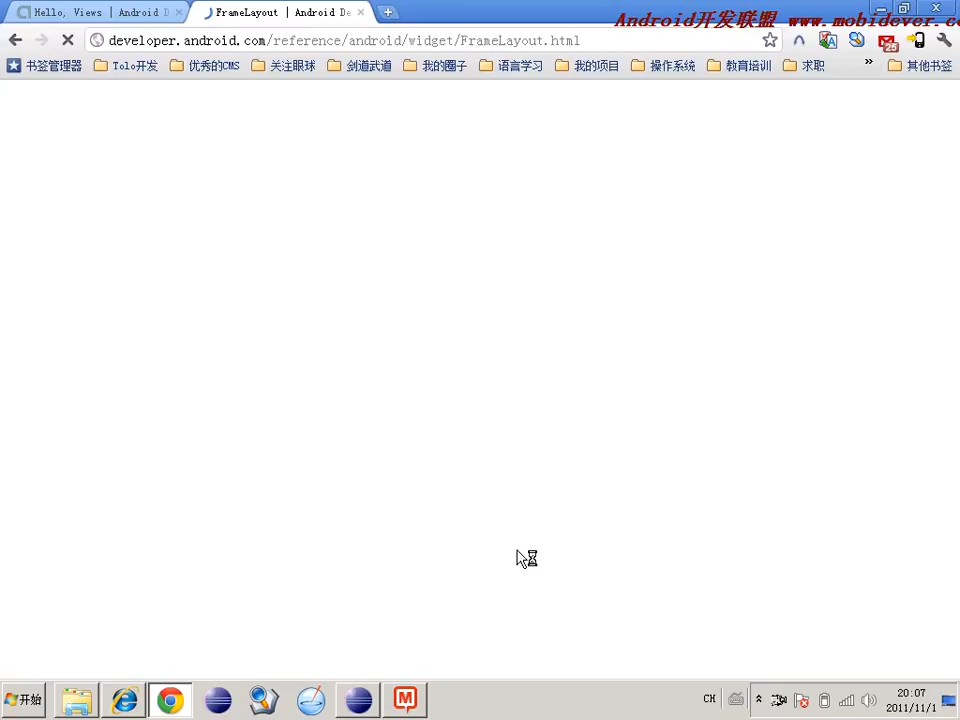 Hello, Views | Android D
FrameLayout | Android De
Android开发联盟 www.mobidever.c
developer.android.com/reference/android/widget/FrameLayout.html
25
书签管理器 Tolo开发 优秀的CMS 关注眼球 剑道武道 我的圈子 语言学习 我的项目 操作系统 教育培训 求职 » 其他书签
开始
CH
20:07
2011/11/1